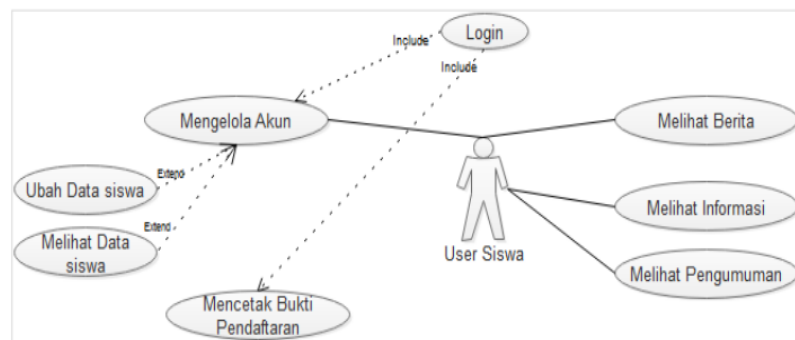 Login
Include
Include
Mengelola Akun
Melihat Berita
Extend
Ubah Data siswa
Extend
Melihat Data
siswa
Melihat Informasi
User Siswa
Melihat Pengumuman
Mencetak Bukti
Pendaftaran